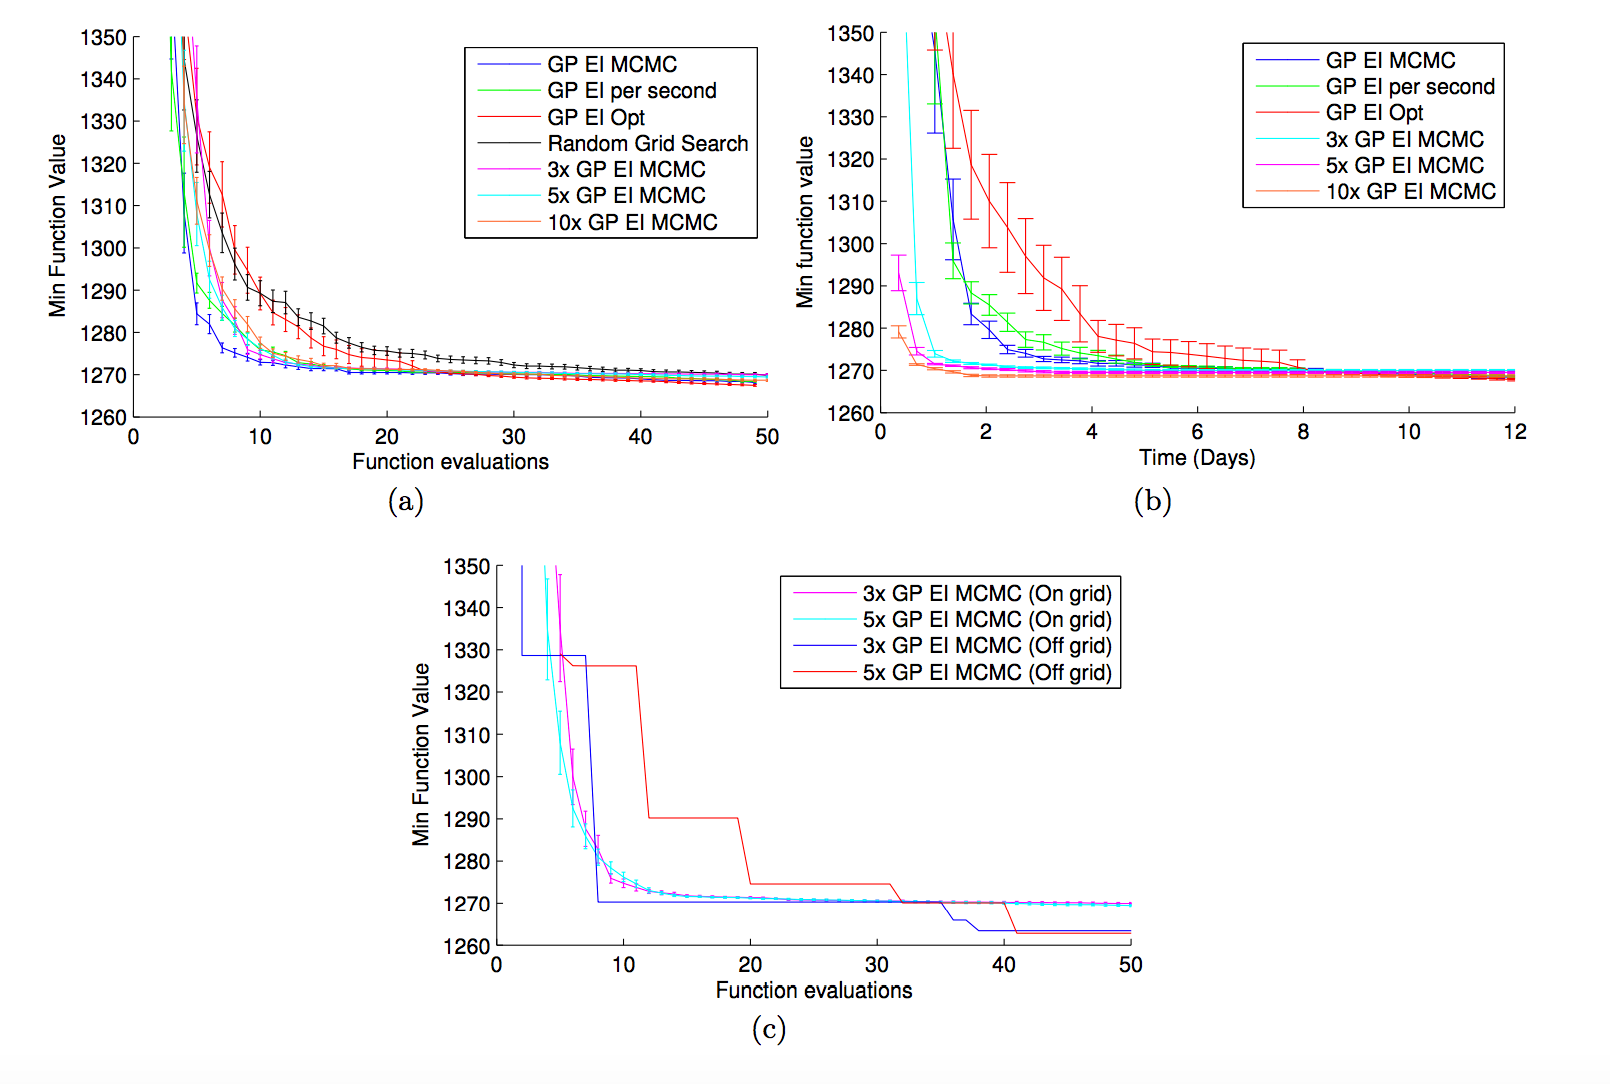 1350
1340
1330
1320
1310
1300
1290
1280
1270
1260
Min Function Value
0
10
20
30
40
50
Function evaluations
GP EI MCMC
GP EI per second
GP EI Opt
Random Grid Search
3x GP EI MCMC
5x GP EI MCMC
10x GP EI MCMC
(a)
1350
1340
1330
1320
1310
1300
1290
1280
1270
1260
Min function value
0
2
4
6
8
10
12
Time (Days)
GP EI MCMC
GP EI per second
GP EI Opt
3x GP EI MCMC
5x GP EI MCMC
10x GP EI MCMC
(b)
1350
1340
1330
1320
1310
1300
1290
1280
1270
1260
Min Function Value
0
10
20
30
40
50
Function evaluations
3x GP EI MCMC (On grid)
5x GP EI MCMC (On grid)
3x GP EI MCMC (Off grid)
5x GP EI MCMC (Off grid)
(c)